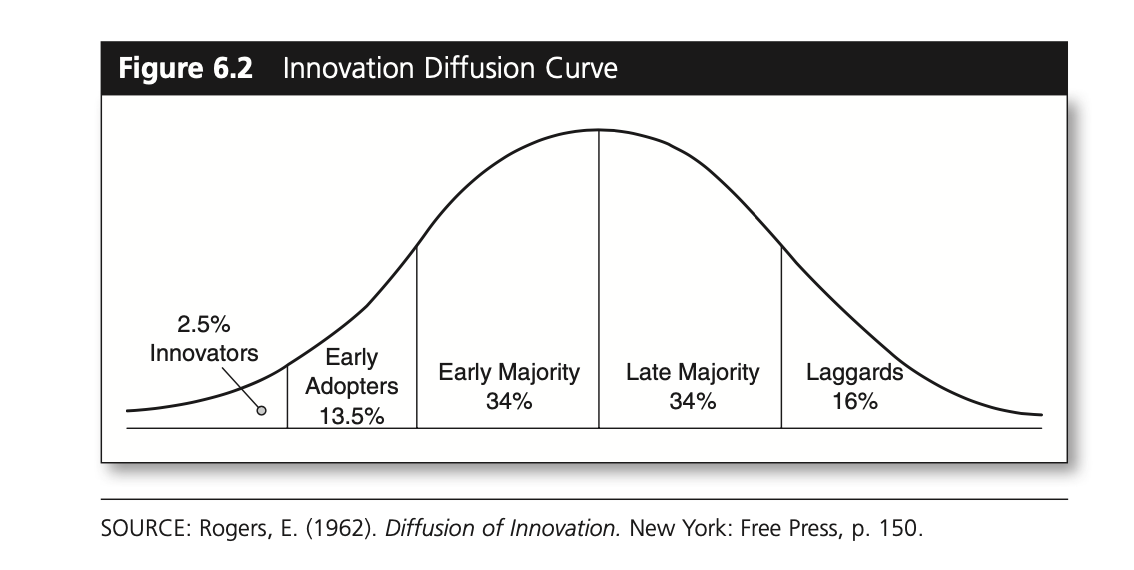 Figure 6.2 Innovation Diffusion Curve
2.5%
Innovators
Early
Adopters
13.5%
Early Majority
34%
Late Majority
34%
Laggards
16%
SOURCE: Rogers, E. (1962). Diffusion of Innovation. New York: Free Press, p. 150.